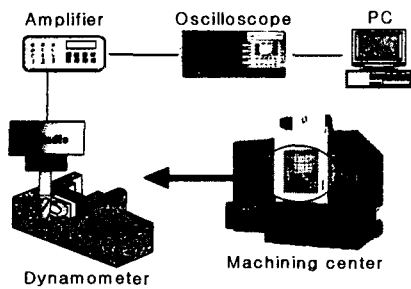 Amplifier
Oscilloscope
PC
Dynamometer
Machining center